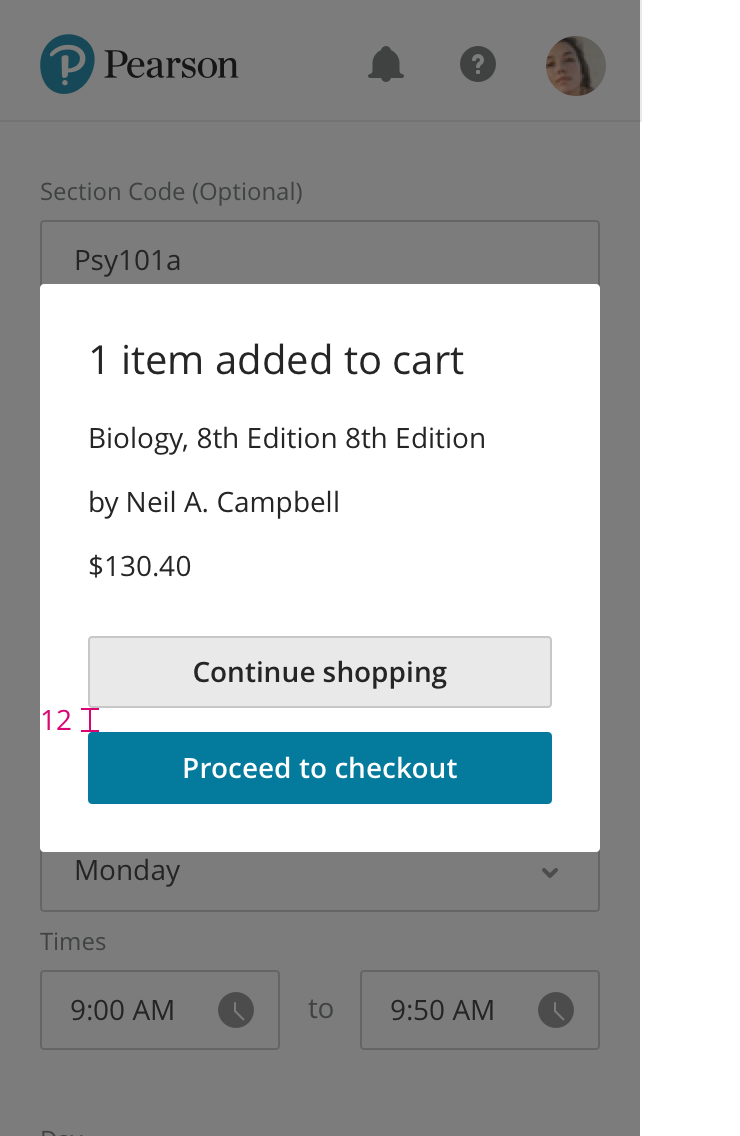 Pearson
?
Section Code (Optional)
Psy101a
1 item added to cart
Biology, 8th Edition 8th Edition
by Neil A. Campbell
$130.40
Continue shopping
12
Proceed to checkout
Monday
Times
9:00 AM to 9:50 AM